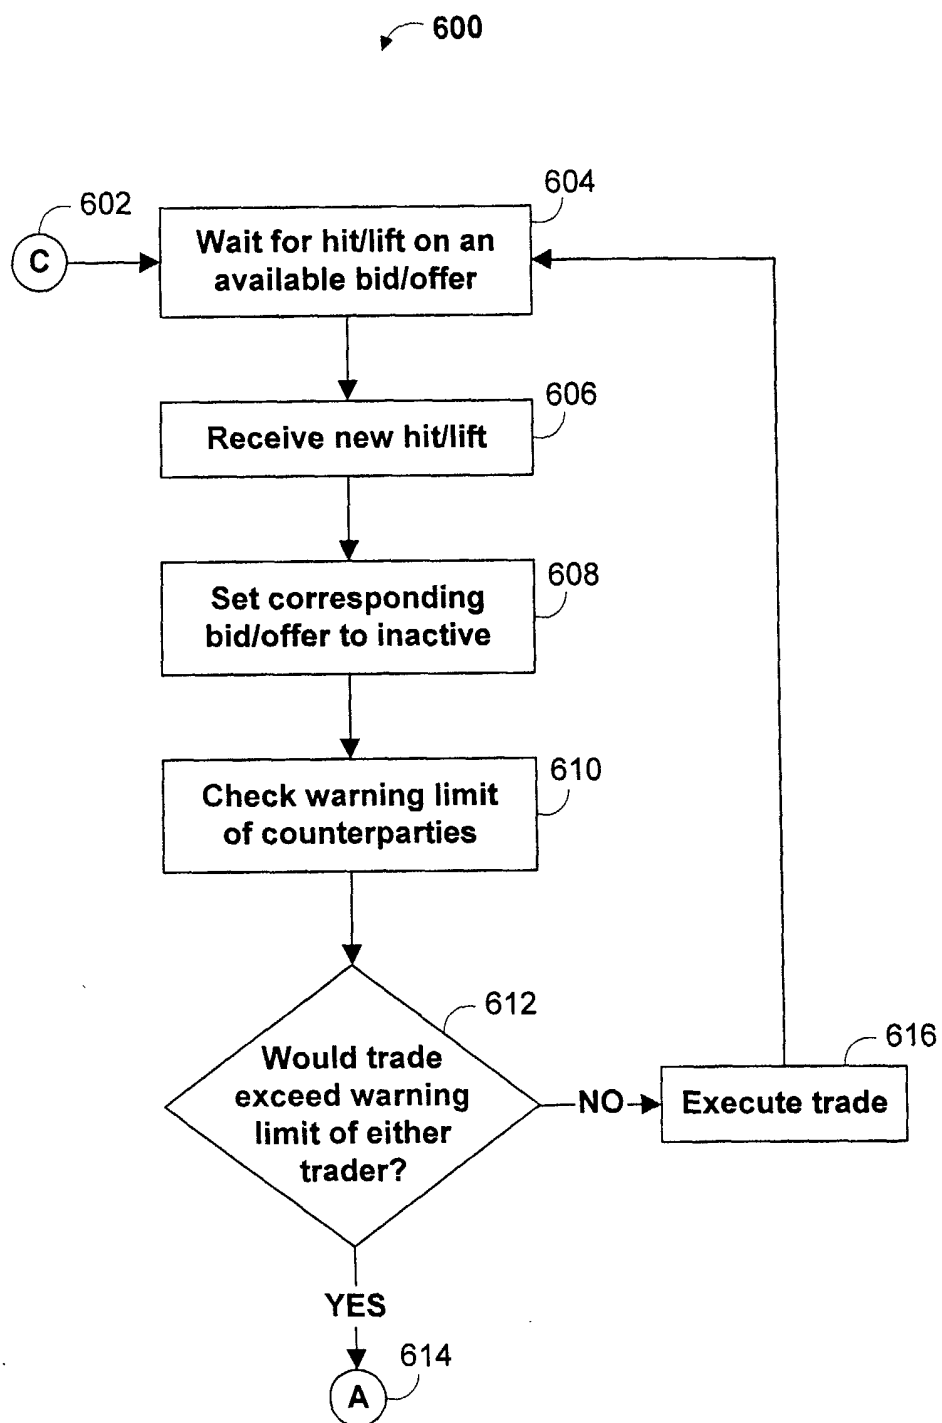 600
602
604
C
Wait for hit/lift on an
available bid/offer
606
Receive new hit/lift
608
Set corresponding
bid/offer to inactive
610
Check warning limit
of counterparties
612
Would trade
exceed warning
limit of either
trader?
NO
616
Execute trade
YES
614
A